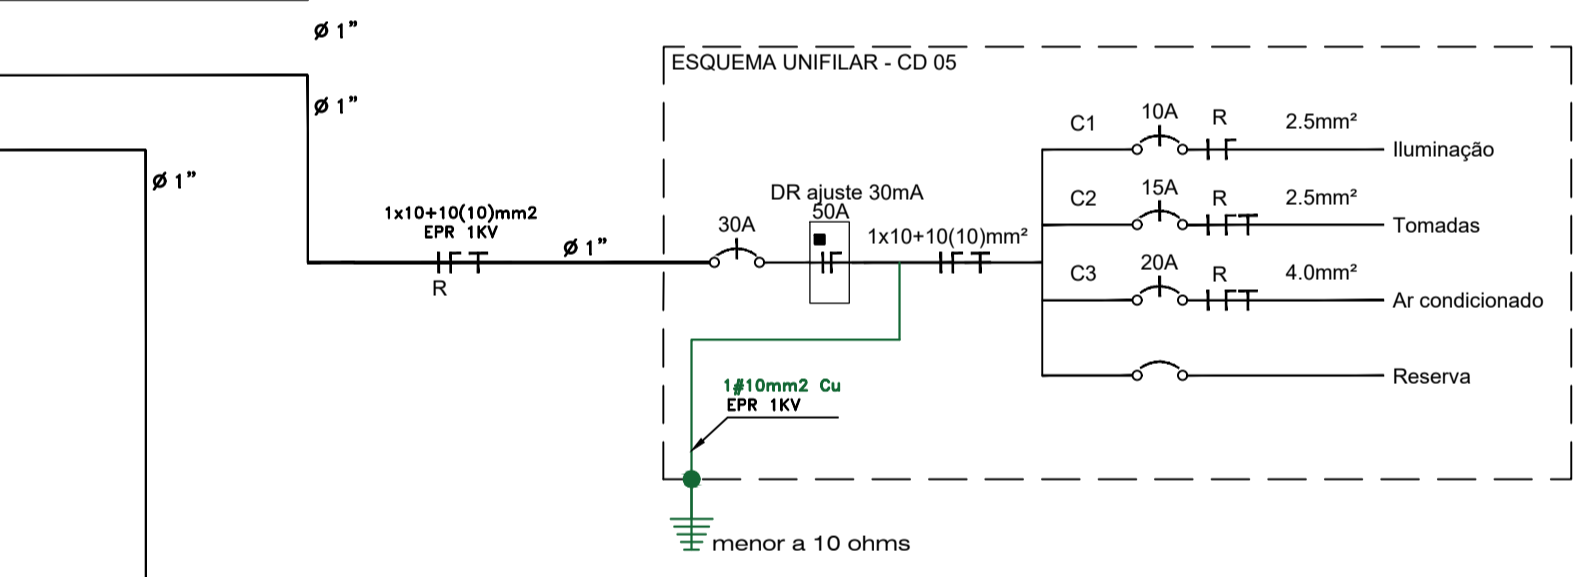 Ø 1”
ESQUEMA UNIFILAR - CD 05
Ø 1”
Ø 1”
1x10+10(10)mm2
EPR 1KV
R
Ø 1”
30A
DR ajuste 30mA
50A
1x10+10(10)mm²
C1 10A R 2.5mm²
Iluminação
C2 15A R 2.5mm²
Tomadas
C3 20A R 4.0mm²
Ar condicionado
Reserva
1#10mm2 Cu
EPR 1KV
menor a 10 ohms